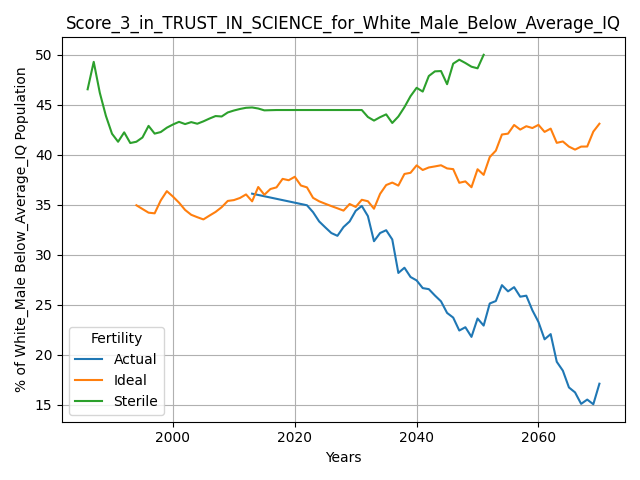 Score_3_in_TRUST_IN_SCIENCE_for_White_Male_Below_Average_IQ
% of White_Male Below_Average_IQ Population
50
45
40
35
30
25
20
15
Fertility
Actual
Ideal
Sterile
2000 2020 2040 2060
Years